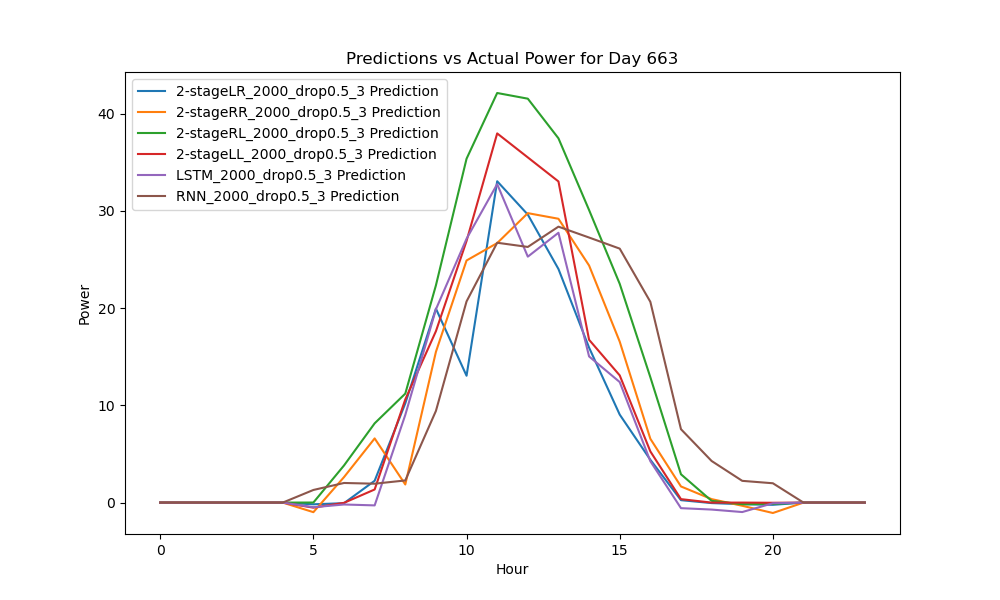 Predictions vs Actual Power for Day 663
2-stageLR_2000_drop0.5_3 Prediction
2-stageRR_2000_drop0.5_3 Prediction
2-stageRL_2000_drop0.5_3 Prediction
2-stageLL_2000_drop0.5_3 Prediction
LSTM_2000_drop0.5_3 Prediction
RNN_2000_drop0.5_3 Prediction
Power
40
30
20
10
0
0 5 10 15 20
Hour